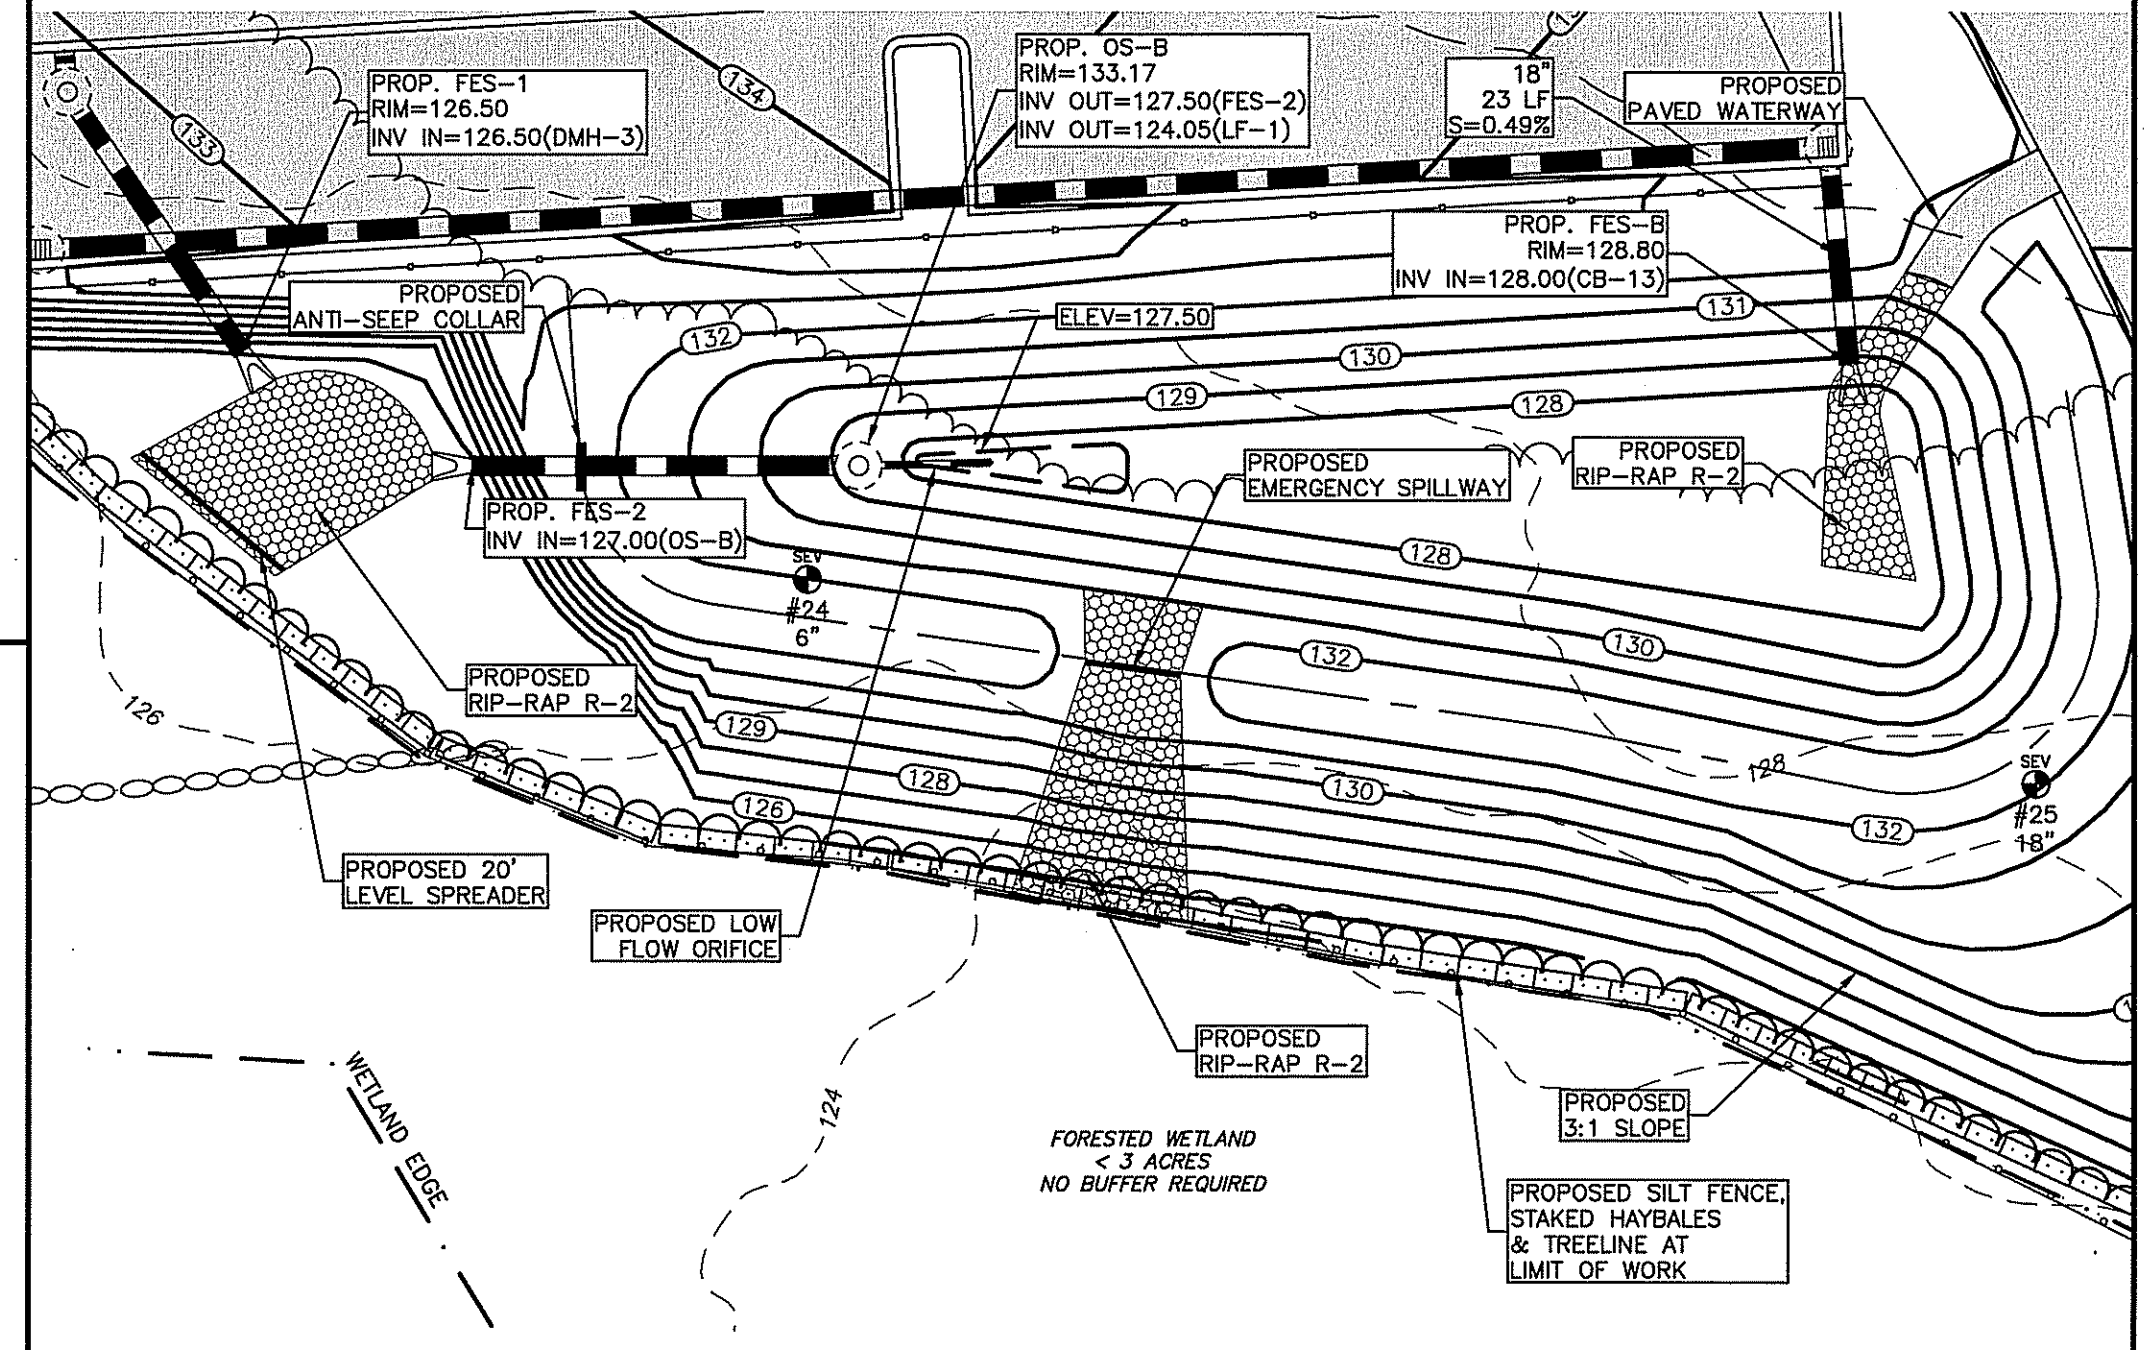 PROP. FES-1
RIM=126.50
INV IN=126.50(DMH-3)
PROP. OS-B
RIM=133.17
INV OUT=127.50(FES-2)
INV OUT=124.05(LF-1)
18"
23 LF
S=0.49%
PROPOSED
PAVED WATERWAY
134
133
PROP. FES-B
RIM=128.80
INV IN=128.00(CB-13)
PROPOSED
ANTI-SEEP COLLAR
ELEV=127.50
131
132
130
129
128
PROPOSED
RIP-RAP R-2
PROPOSED
EMERGENCY SPILLWAY
PROP. FES-2
INV IN=127.00(OS-B)
128
SEV
#24
6"
130
132
PROPOSED
RIP-RAP R-2
126
129
128
SEV
#25
18"
128
130
126
132
PROPOSED 20'
LEVEL SPREADER
PROPOSED LOW
FLOW ORIFICE
PROPOSED
RIP-RAP R-2
WETLAND EDGE
124
PROPOSED
3:1 SLOPE
FORESTED WETLAND
< 3 ACRES
NO BUFFER REQUIRED
PROPOSED SILT FENCE,
STAKED HAYBALES
& TREELINE AT
LIMIT OF WORK